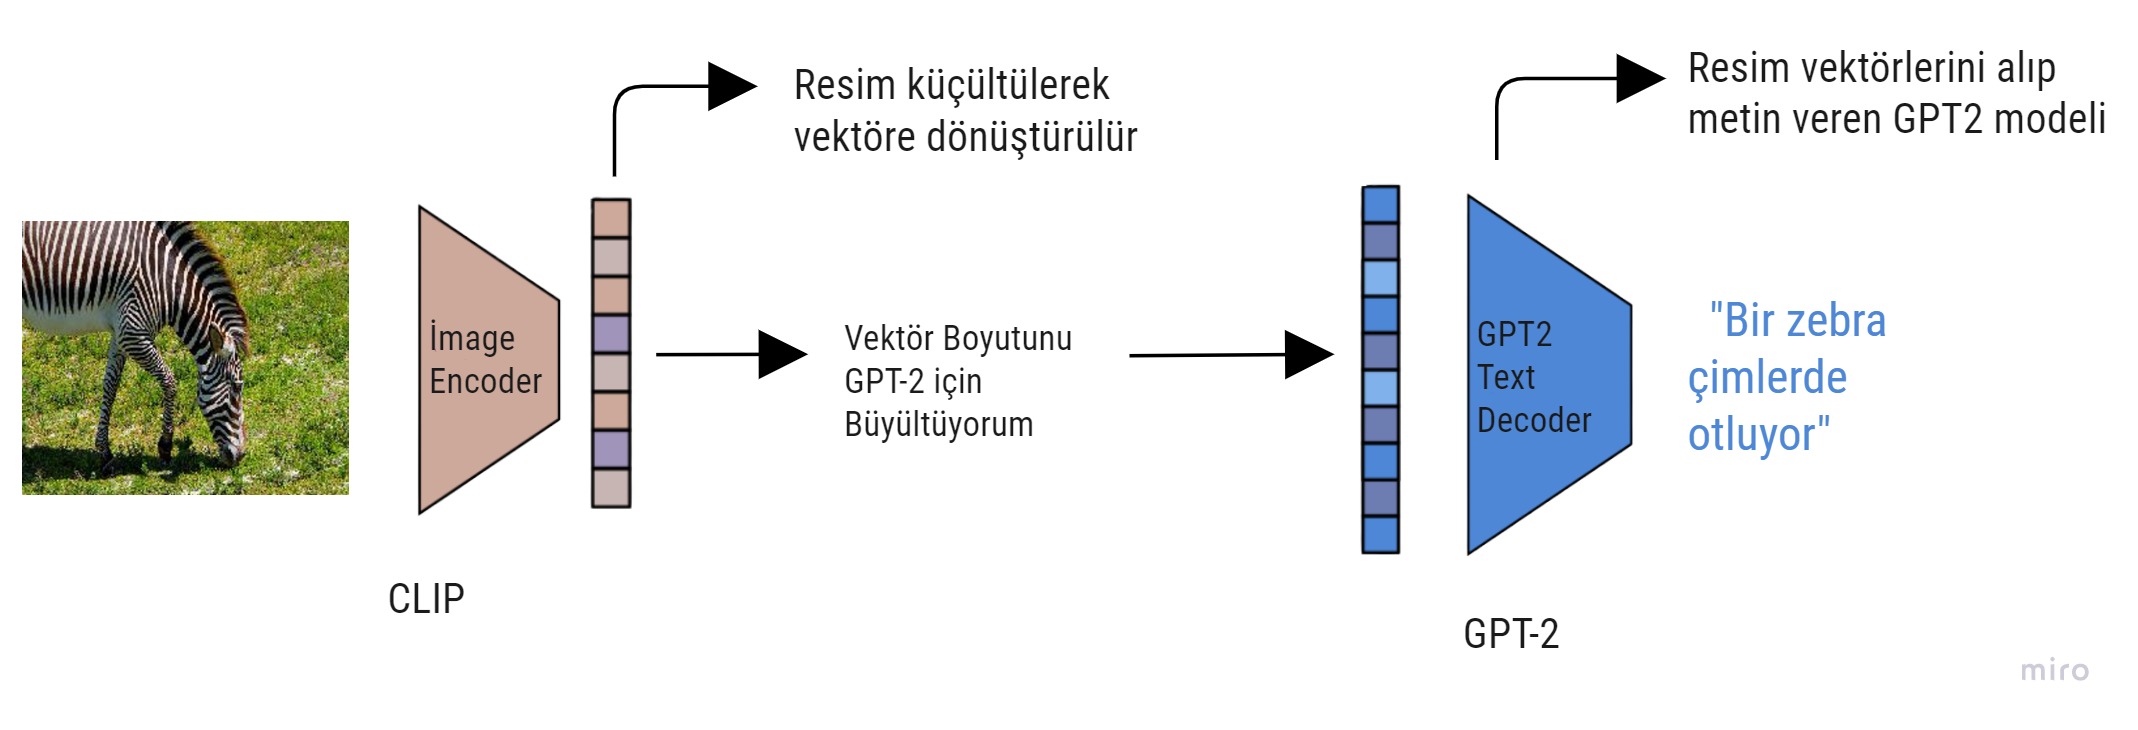 Resim küçültülerek
vektöre dönüştürülür
Resim vektörlerini alıp
metin veren GPT2 modeli
İmage
Encoder
Vektör Boyutunu
GPT-2 için
Büyültüyorum
GPT2
Text
Decoder
"Bir zebra
çimlerde
otluyor"
CLIP
GPT-2
miro